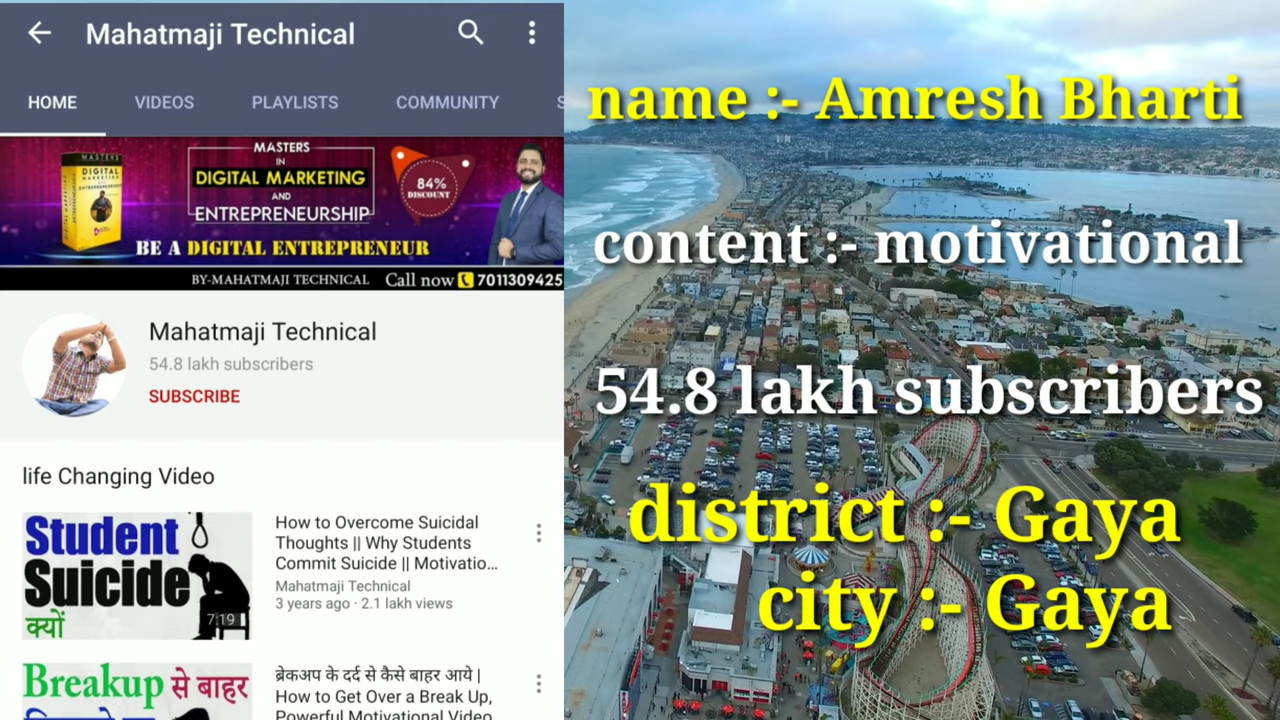 Mahatmaji Technical
HOME VIDEOS PLAYLISTS COMMUNITY S
MASTERS
IN
DIGITAL MARKETING
AND
ENTREPRENEURSHIP
84%
DISCOUNT
MASTERS
DIGITAL
MARKETING
BE A DIGITAL ENTREPRENEUR
BY-MAHATMAJI TECHNICAL Call now 7011309425
Mahatmaji Technical
54.8 lakh subscribers
SUBSCRIBE
life Changing Video
Student
Suicide
क्यों
7:19
How to Overcome Suicidal
Thoughts || Why Students
Commit Suicide || Motivatio...
Mahatmaji Technical
3 years ago · 2.1 lakh views
Breakup से बाहर
ब्रेकअप के दर्द से कैसे बाहर आये |
How to Get Over a Break Up,
Powerful Motivational Video
name :- Amresh Bharti
content :- motivational
54.8 lakh subscribers
district :- Gaya
city :- Gaya